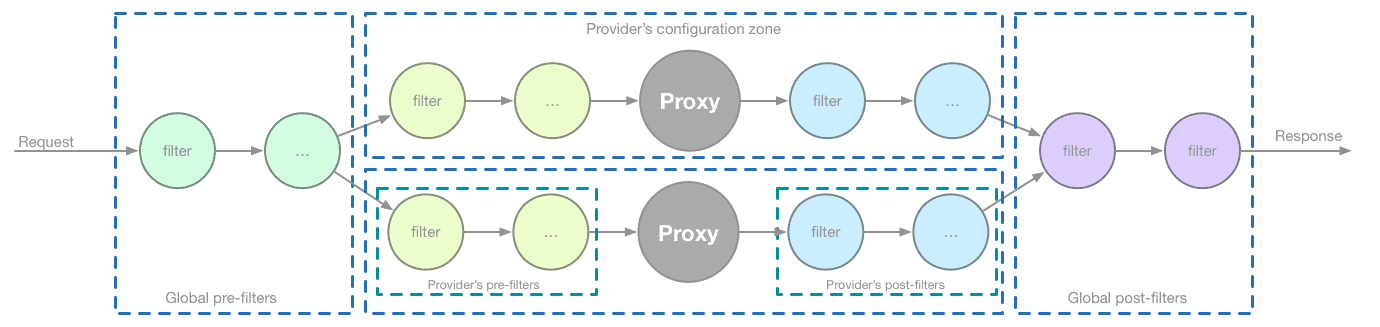 Provider's configuration zone
Request
filter
...
filter
...
Proxy
filter
...
filter
filter
Response
filter
...
Proxy
filter
...
Provider's pre-filters
Provider's post-filters
Global pre-filters
Global post-filters